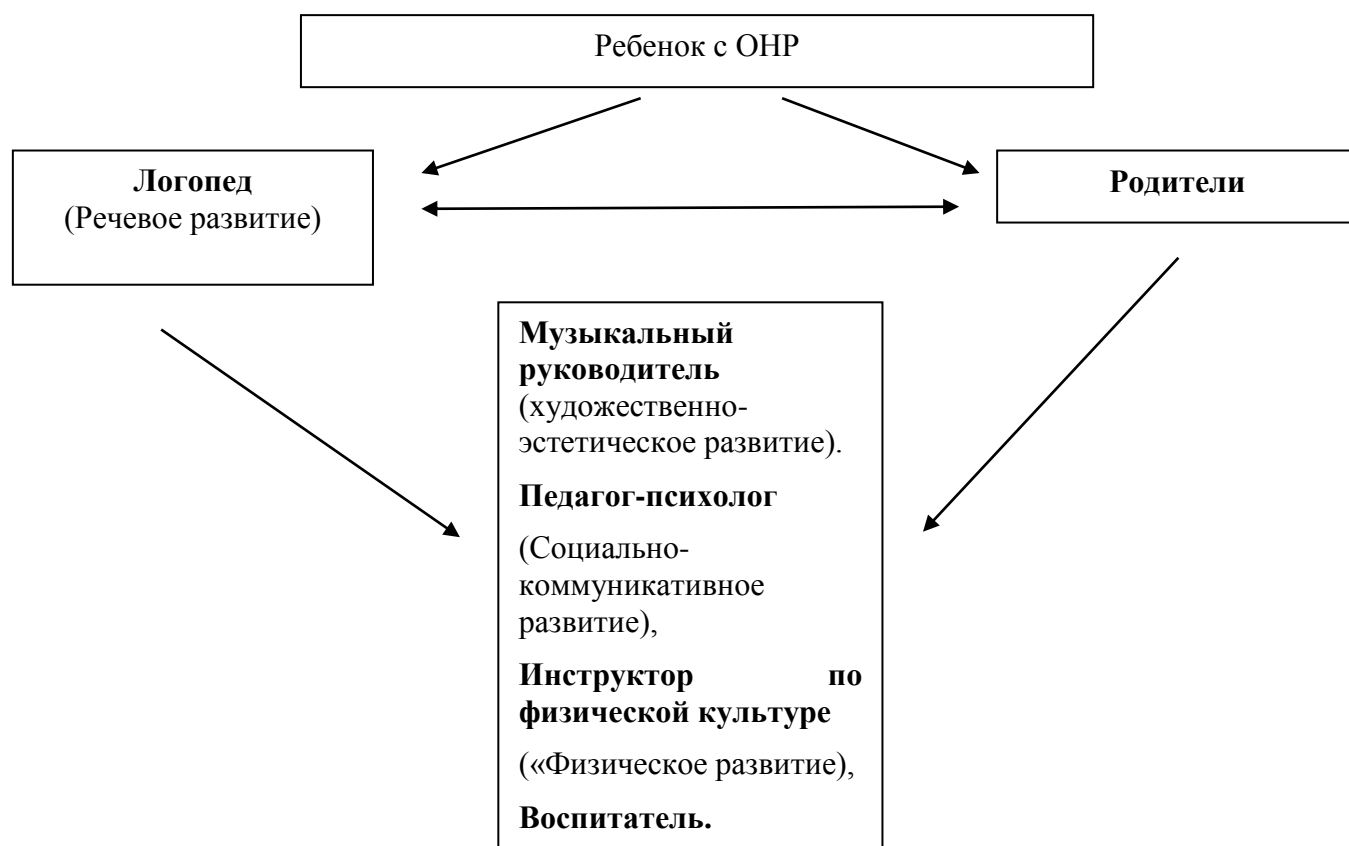 Ребенок с ОНР
Логопед
(Речевое развитие)
Родители
Музыкальный
руководитель
(художественно-
эстетическое развитие).
Педагог-психолог
(Социально-
коммуникативное
развитие),
Инструктор по
физической культуре
(«Физическое развитие),
Воспитатель.